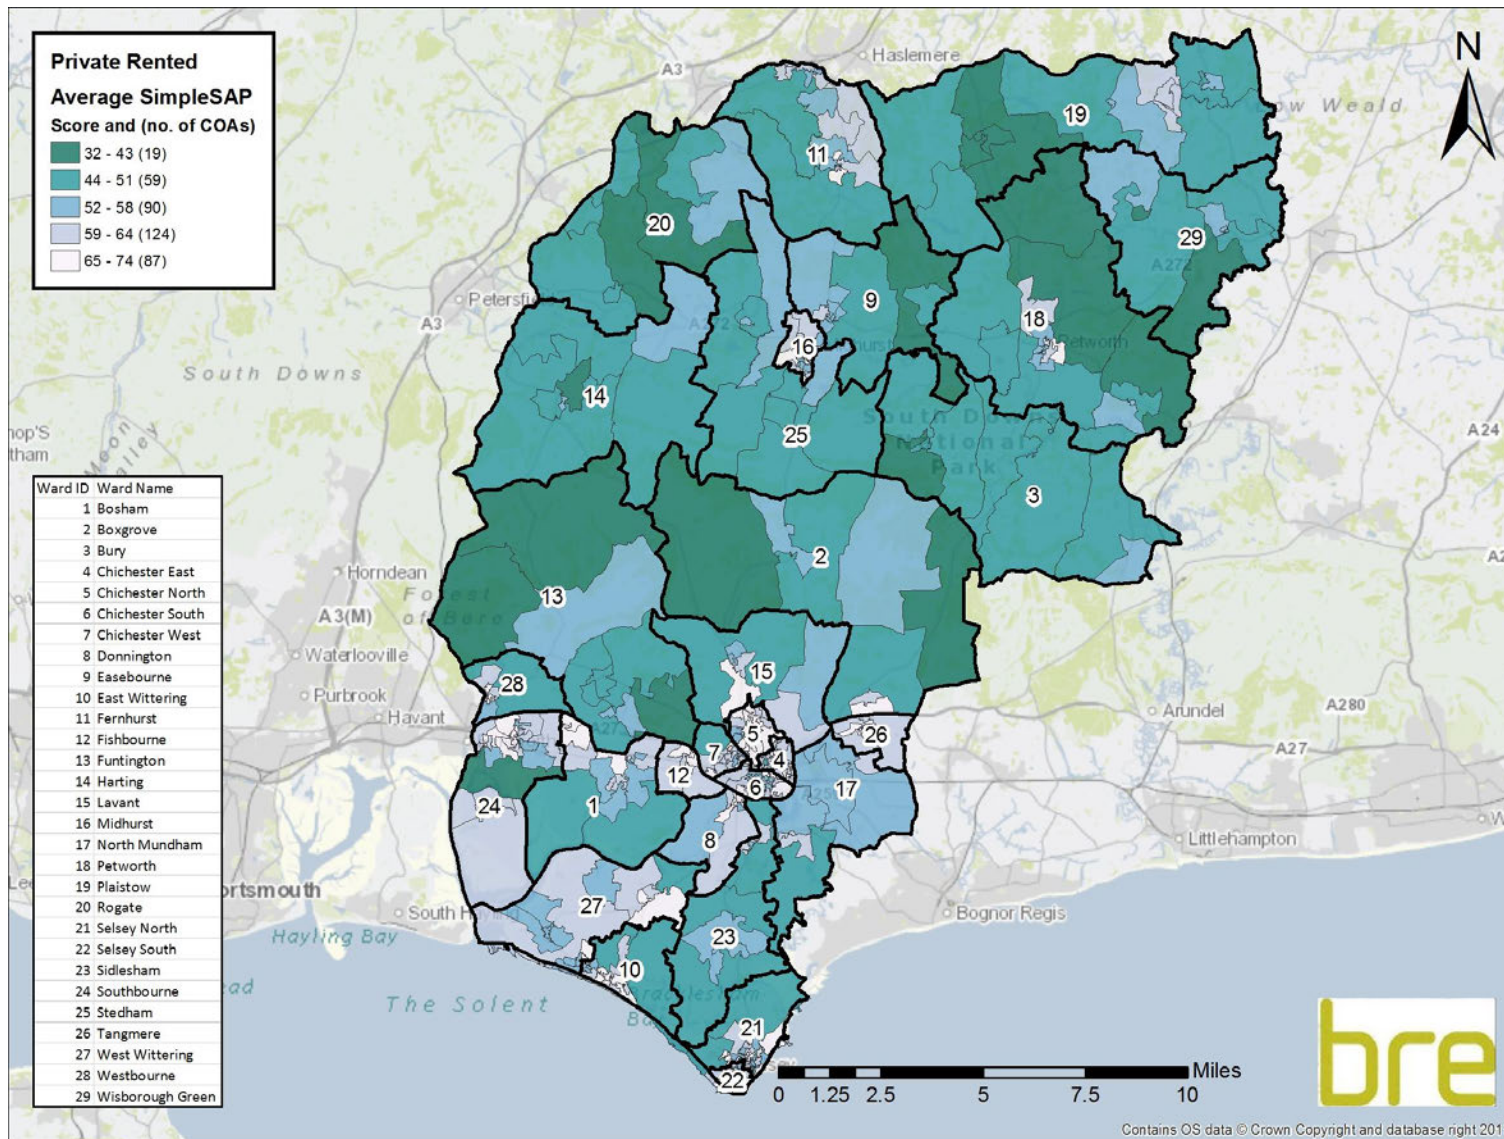 Private Rented
Average SimpleSAP
Score and (no. of COAs)
32 - 43 (19)
44 - 51 (59)
52 - 58 (90)
59 - 64 (124)
65 - 74 (87)
N
Haslemere
A3
19
11
20
29
A272
9
18
16
Petworth
A3
South Downs
14
25
South Downs
National
Park
A24
3
2
Horndean
13
A3(M)
Waterlooville
Purbrook
Havant
28
15
Arundel
A280
A27
5
26
7
4
12
6
17
24
1
8
Littlehampton
27
Bognor Regis
Hayling Bay
23
10
The Solent
21
22
Ward ID Ward Name
1 Bosham
2 Boxgrove
3 Bury
4 Chichester East
5 Chichester North
6 Chichester South
7 Chichester West
8 Donnington
9 Easebourne
10 East Wittering
11 Fernhurst
12 Fishbourne
13 Funtington
14 Harting
15 Lavant
16 Midhurst
17 North Mundham
18 Petworth
19 Plaistow
20 Rogate
21 Selsey North
22 Selsey South
23 Sidlesham
24 Southbourne
25 Stedham
26 Tangmere
27 West Wittering
28 Westbourne
29 Wisborough Green
Miles
0 1.25 2.5 5 7.5 10
bre
Contains OS data © Crown Copyright and database right 201